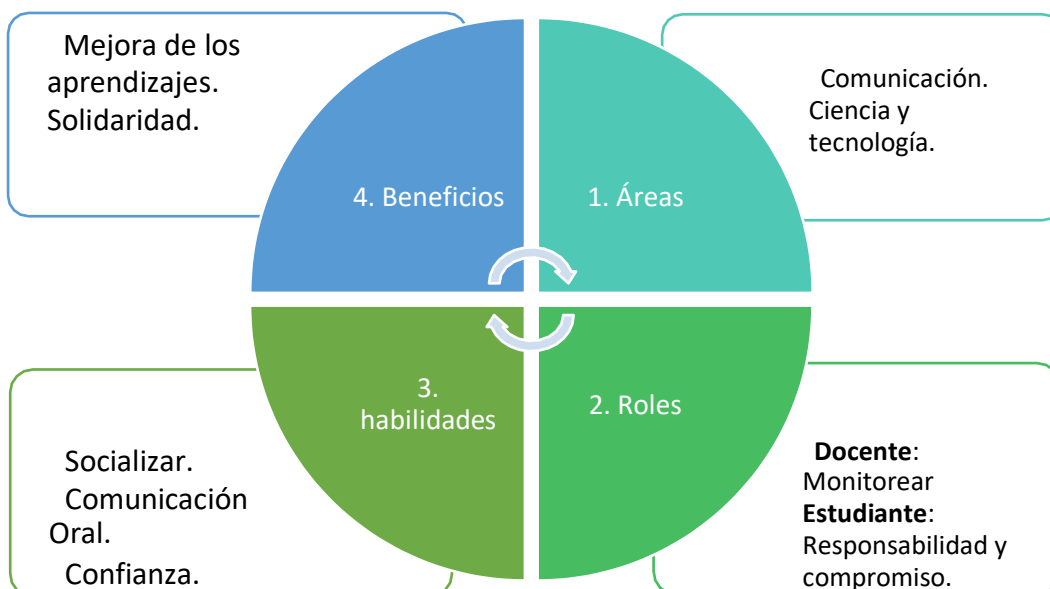 Mejora de los
aprendizajes.
Solidaridad.
4. Beneficios
1. Áreas
Comunicación.
Ciencia y
tecnología.
3.
habilidades
2. Roles
Socializar.
Comunicación
Oral.
Confianza.
Docente:
Monitorear
Estudiante:
Responsabilidad y
compromiso.